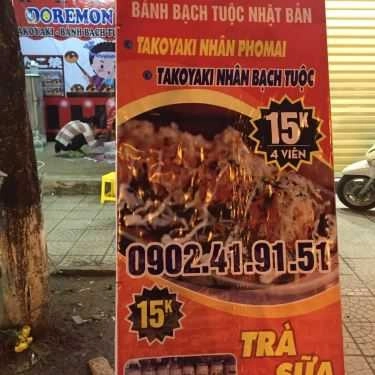 DOREMON
TAKOYAKI - BÁNH BẠCH TU
BÁNH BẠCH TUỘC NHẬT BẢN
• TAKOYAKI NHÂN PHOMAI
• TAKOYAKI NHÂN BẠCH TUỘC
15K
4 VIÊN
0902.41.91.51
15K
TRÀ
SỮA